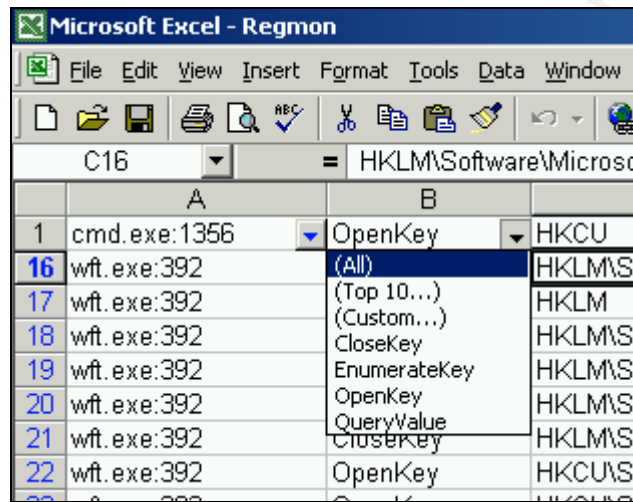 Microsoft Excel - Regmon
File Edit View Insert Format Tools Data Window
ABC
C16 = HKLM\Software\Microso
A B
1 cmd.exe:1356 OpenKey HKCU
16 wft.exe:392 (All) HKLM\S
(Top 10...)
17 wft.exe:392 HKLM
(Custom...)
18 wft.exe:392 CloseKey HKLM\S
19 wft.exe:392 EnumerateKey HKLM\S
20 wft.exe:392 OpenKey HKLM\S
QueryValue
21 wft.exe:392 CloseKey HKLM\S
22 wft.exe:392 OpenKey HKCU\S